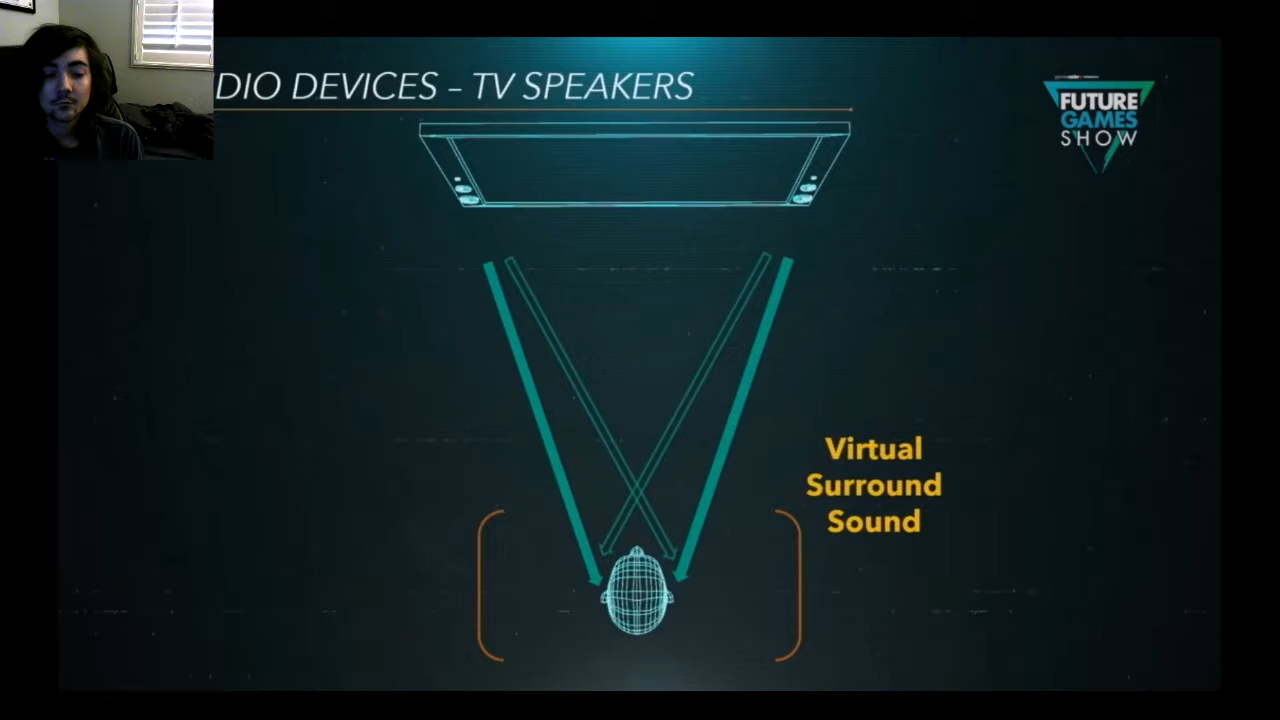 DIO DEVICES – TV SPEAKERS
FUTURE
GAMES
SHOW
Virtual
Surround
Sound